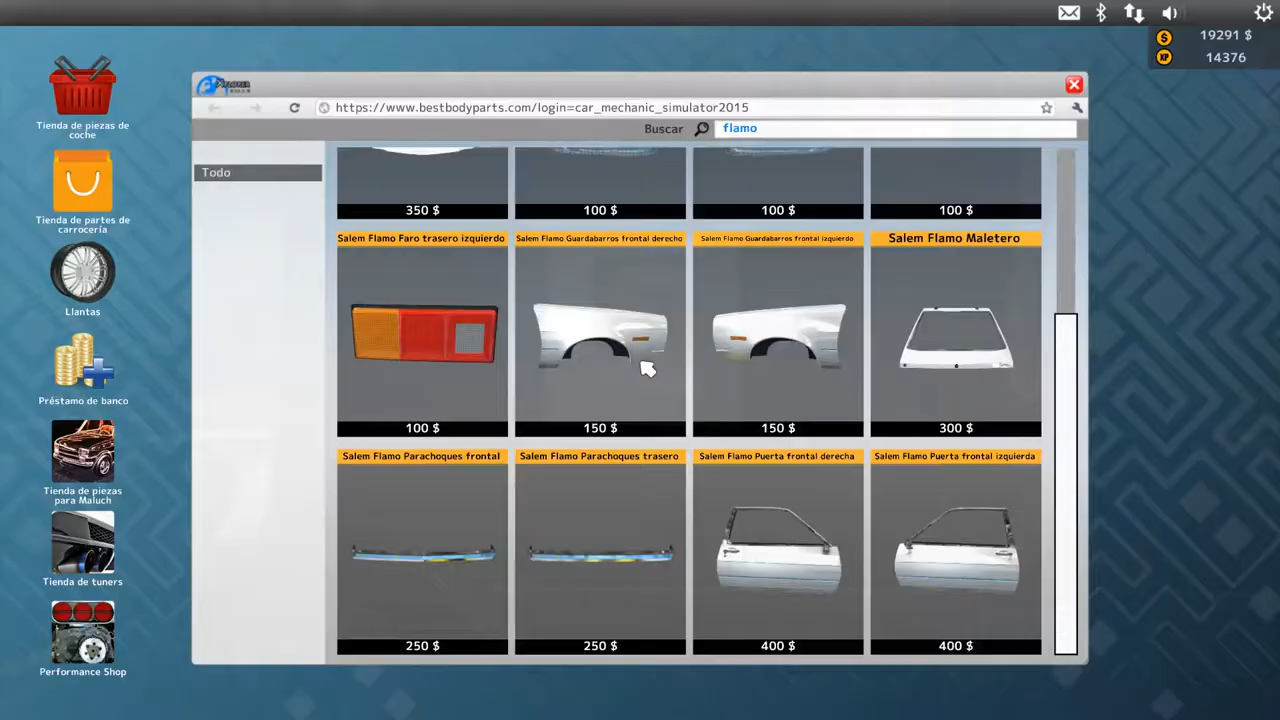 19291 $
14376
https://www.bestbodyparts.com/login=car_mechanic_simulator2015
Buscar flamo
Tienda de piezas de
coche
Tienda de partes de
carrocería
Llantas
Préstamo de banco
Tienda de piezas
para Maluch
Tienda de tuners
Performance Shop
Todo
350 $ 100 $ 100 $ 100 $
Salem Flamo Faro trasero izquierdo
Salem Flamo Guardabarros frontal derecho
Salem Flamo Guardabarros frontal izquierdo
Salem Flamo Maletero
100 $ 150 $ 150 $ 300 $
Salem Flamo Parachoques frontal
Salem Flamo Parachoques trasero
Salem Flamo Puerta frontal derecha
Salem Flamo Puerta frontal izquierda
250 $ 250 $ 400 $ 400 $